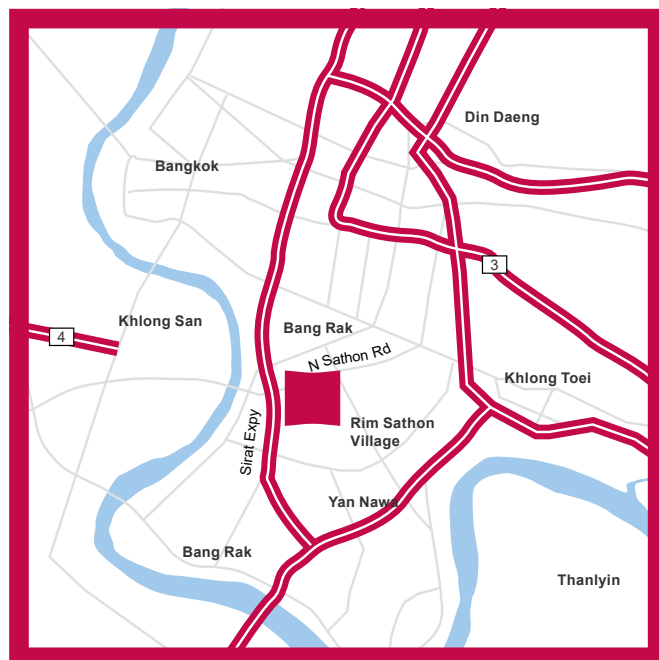 Din Daeng
Bangkok
3
Khlong San
Bang Rak
4
N Sathon Rd
Khlong Toei
Sirat Expy
Rim Sathon
Village
Yan Nawa
Bang Rak
Thanlyin